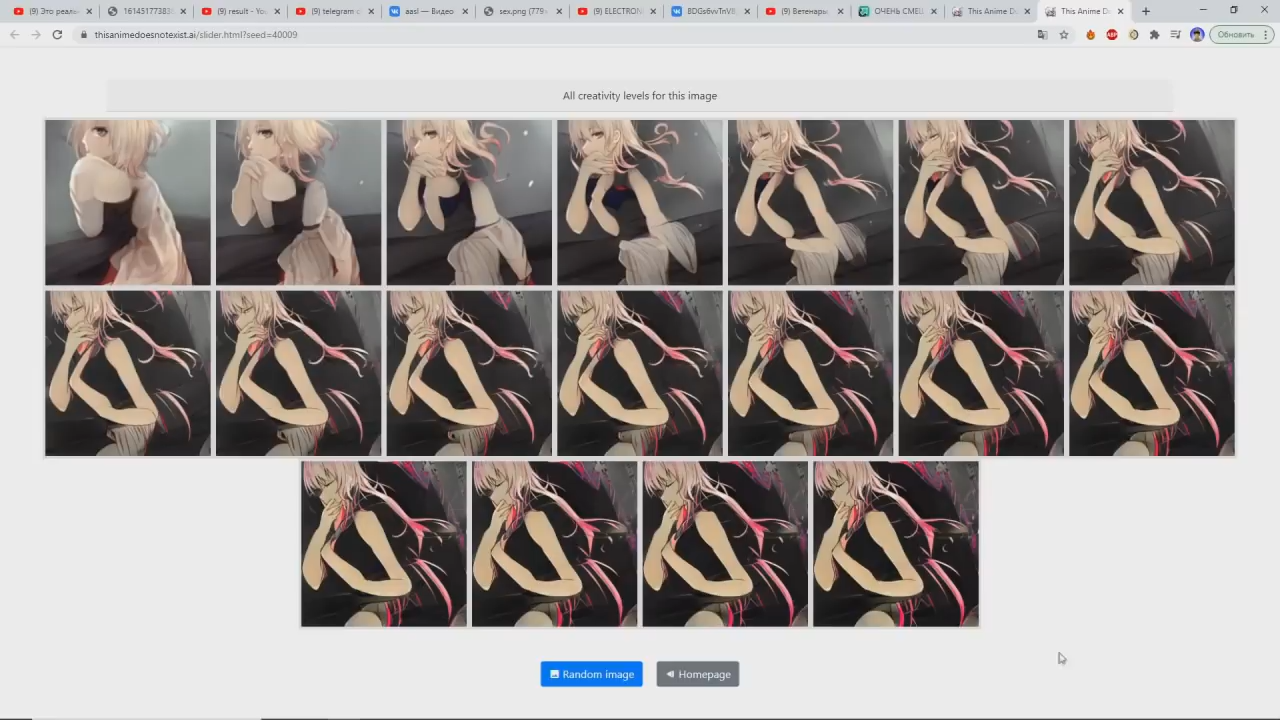 (9) Это реаль
161451773838
(9) result - You
(9) telegram c
aasl — Видео
sex.png (779×
(9) ELECTRON
(9) Ветенары
ОЧЕНЬ СМЕШ
This Anime Do
This Anime Do
thisanimedoesnotexist.ai/slider.html?seed=40009
ABP
Обновить
All creativity levels for this image
Random image
Homepage